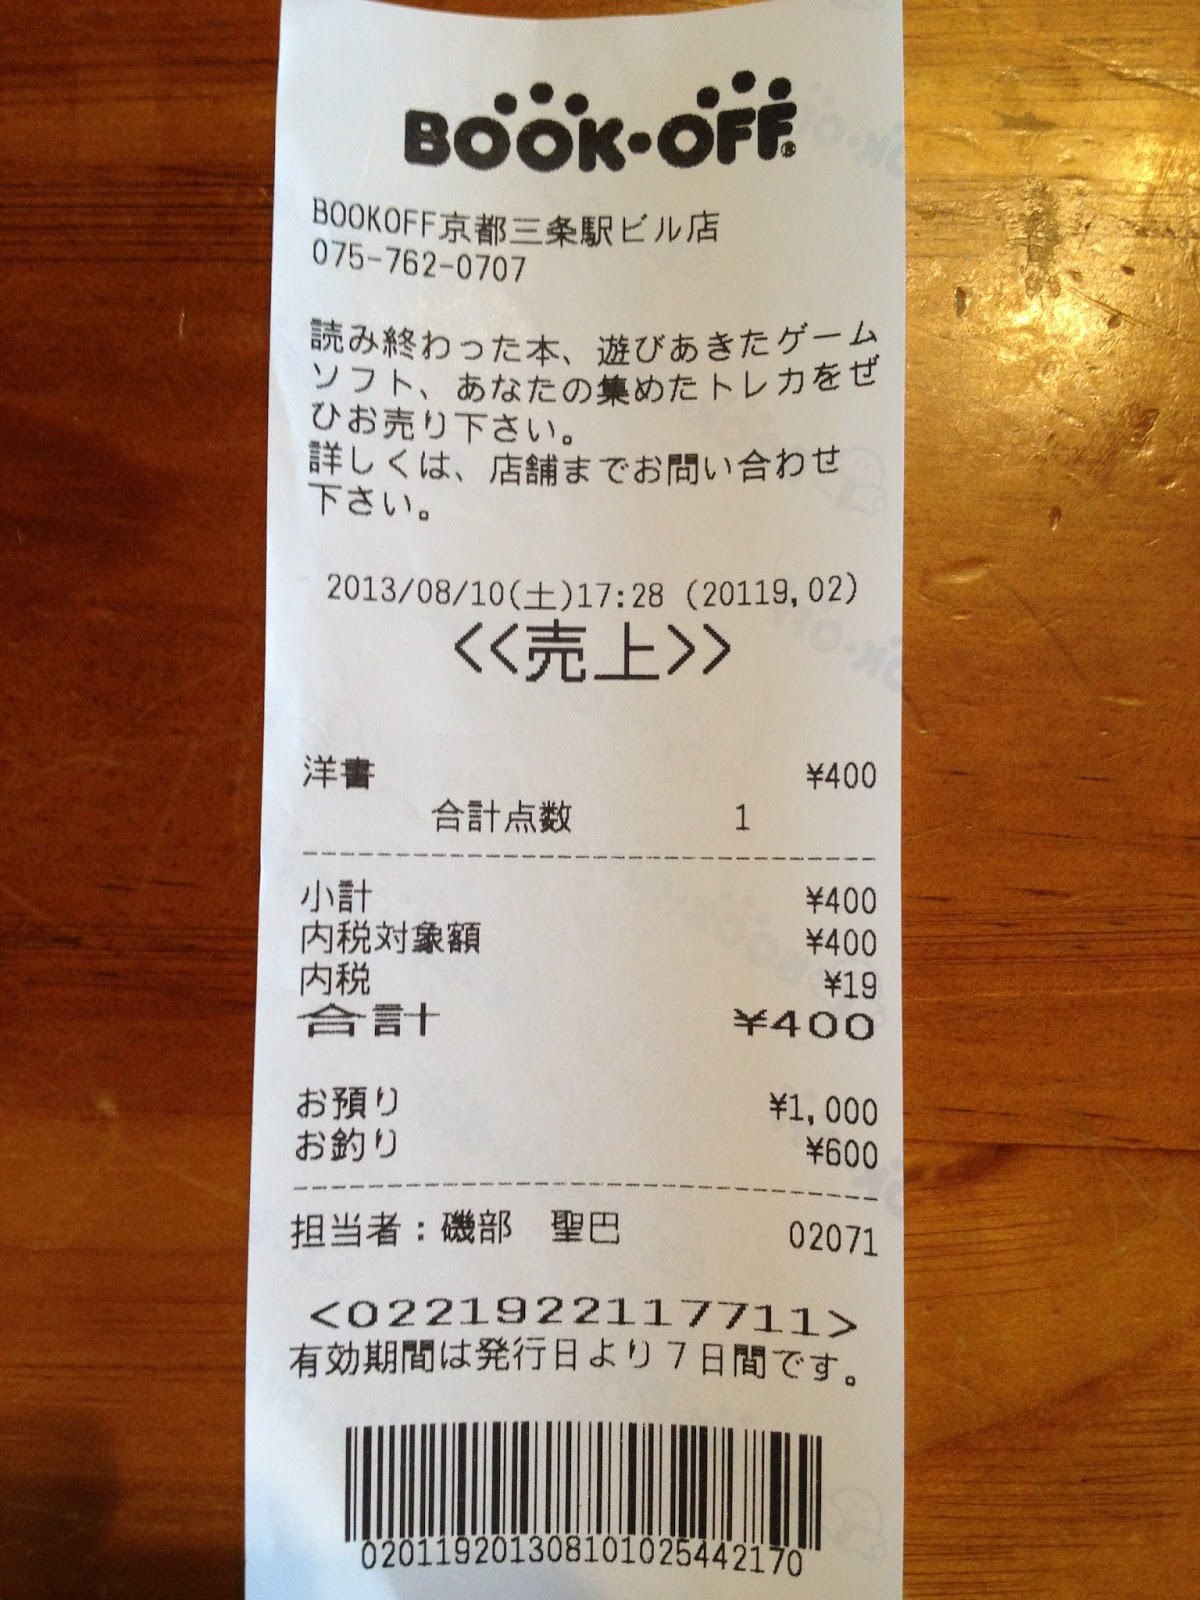 BOOK・OFF®
BOOKOFF京都三条駅ビル店
075-762-0707
読み終わった本、遊びあきたゲーム
ソフト、あなたの集めたトレカをぜ
ひお売り下さい。
詳しくは、店舗までお問い合わせ
下さい。
2013/08/10(土)17:28 (20119,02)
<<売上>>
洋書 ¥400
合計点数 1
小計 ¥400
内税対象額 ¥400
内税 ¥19
合計 ¥400
お預り ¥1,000
お釣り ¥600
担当者：磯部　聖巴 02071
<0221922117711>
有効期間は発行日より７日間です。
0201192013081010254421​70